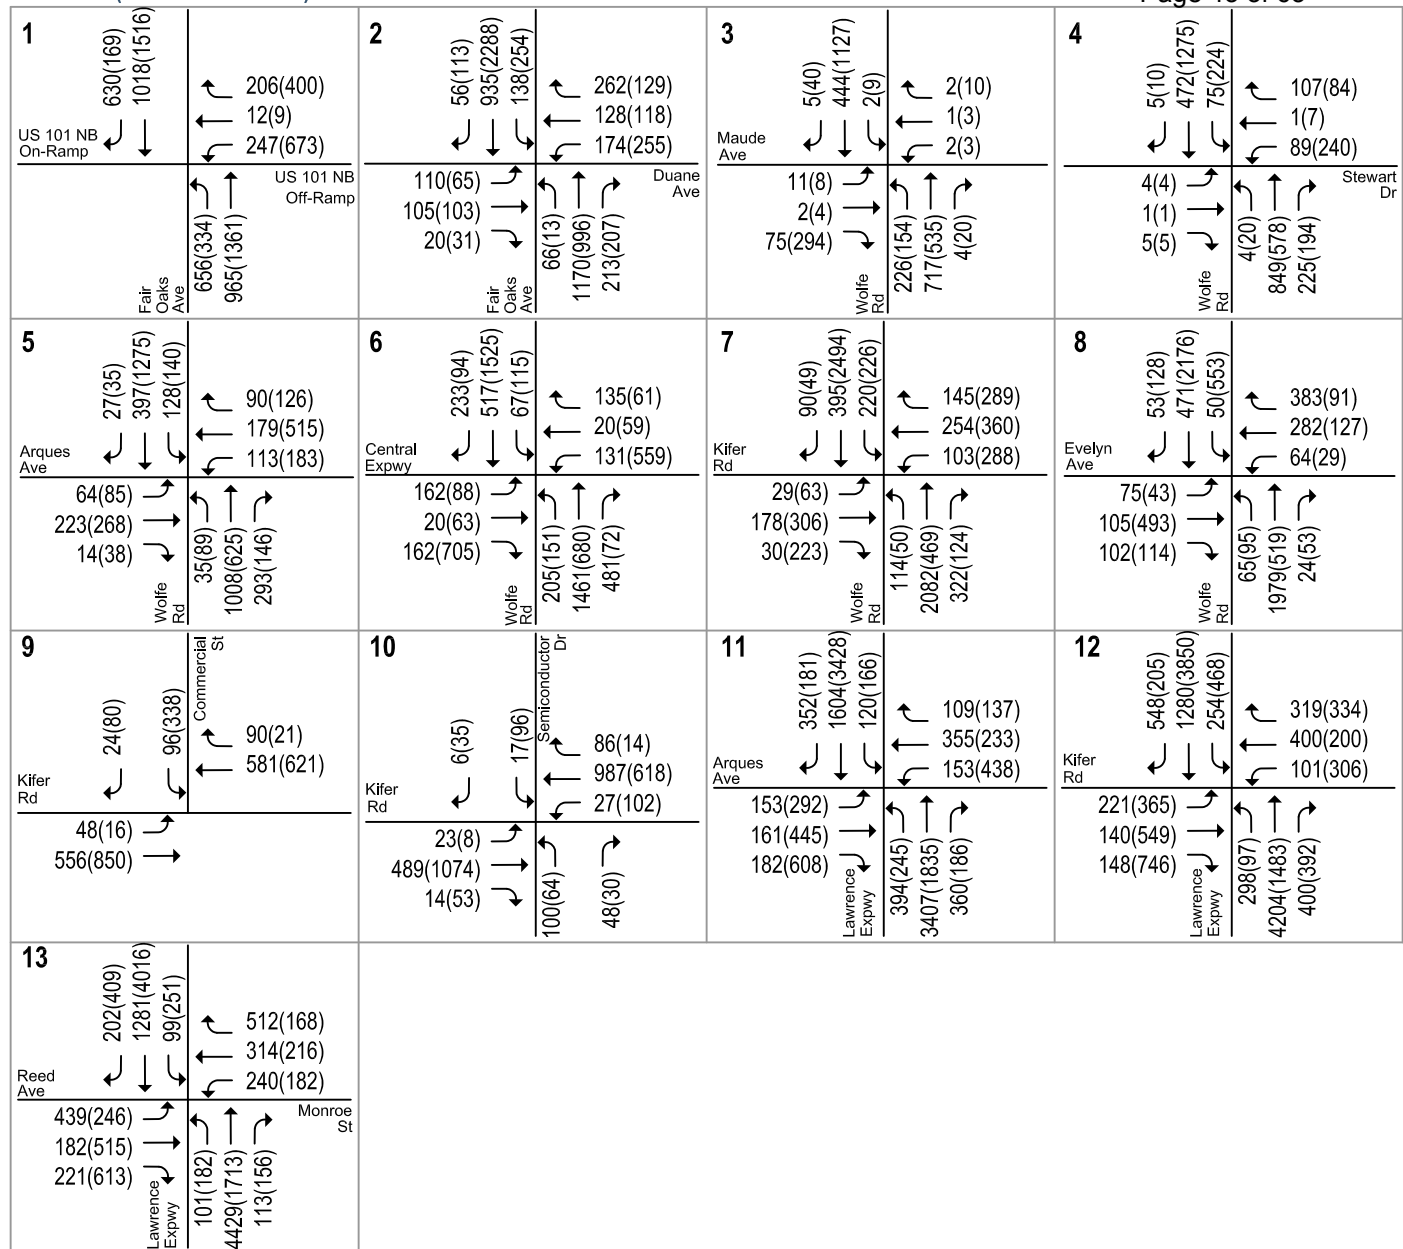 1
630(169)
1018(1516)
206(400)
12(9)
247(673)
US 101 NB
On-Ramp
US 101 NB
Off-Ramp
656(334)
965(1361)
Fair
Oaks
Ave
2
56(113)
935(2288)
138(254)
262(129)
128(118)
174(255)
110(65)
105(103)
20(31)
Duane
Ave
66(13)
1170(996)
213(207)
Fair
Oaks
Ave
3
5(40)
444(1127)
2(9)
2(10)
1(3)
2(3)
Maude
Ave
11(8)
2(4)
75(294)
226(154)
717(535)
4(20)
Wolfe
Rd
4
5(10)
472(1275)
75(224)
107(84)
1(7)
89(240)
4(4)
1(1)
5(5)
Stewart
Dr
4(20)
849(578)
225(194)
Wolfe
Rd
5
27(35)
397(1275)
128(140)
90(126)
179(515)
113(183)
Arques
Ave
64(85)
223(268)
14(38)
35(89)
1008(625)
293(146)
Wolfe
Rd
6
233(94)
517(1525)
67(115)
135(61)
20(59)
131(559)
Central
Expwy
162(88)
20(63)
162(705)
205(151)
1461(680)
481(72)
Wolfe
Rd
7
90(49)
395(2494)
220(226)
145(289)
254(360)
103(288)
Kifer
Rd
29(63)
178(306)
30(223)
114(50)
2082(469)
322(124)
Wolfe
Rd
8
53(128)
471(2176)
50(553)
383(91)
282(127)
64(29)
Evelyn
Ave
75(43)
105(493)
102(114)
65(95)
1979(519)
24(53)
Wolfe
Rd
9
24(80)
96(338)
Commercial
St
90(21)
581(621)
Kifer
Rd
48(16)
556(850)
10
6(35)
17(96)
Semiconductor
Dr
86(14)
987(618)
27(102)
Kifer
Rd
23(8)
489(1074)
14(53)
100(64)
48(30)
11
352(181)
1604(3428)
120(166)
109(137)
355(233)
153(438)
Arques
Ave
153(292)
161(445)
182(608)
394(245)
3407(1835)
360(186)
Lawrence
Expwy
12
548(205)
1280(3850)
254(468)
319(334)
400(200)
101(306)
Kifer
Rd
221(365)
140(549)
148(746)
298(97)
4204(1483)
400(392)
Lawrence
Expwy
13
202(409)
1281(4016)
99(251)
512(168)
314(216)
240(182)
Reed
Ave
439(246)
182(515)
221(613)
Monroe
St
101(182)
4429(1713)
113(156)
Lawrence
Expwy